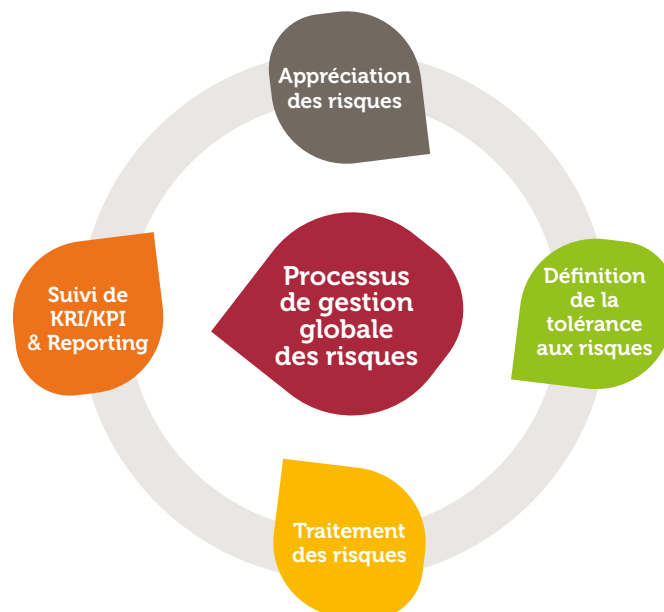 Appréciation
des risques
Processus
de gestion
globale
des risques
Définition
de la
tolérance
aux risques
Suivi de
KRI/KPI
& Reporting
Traitement
des risques